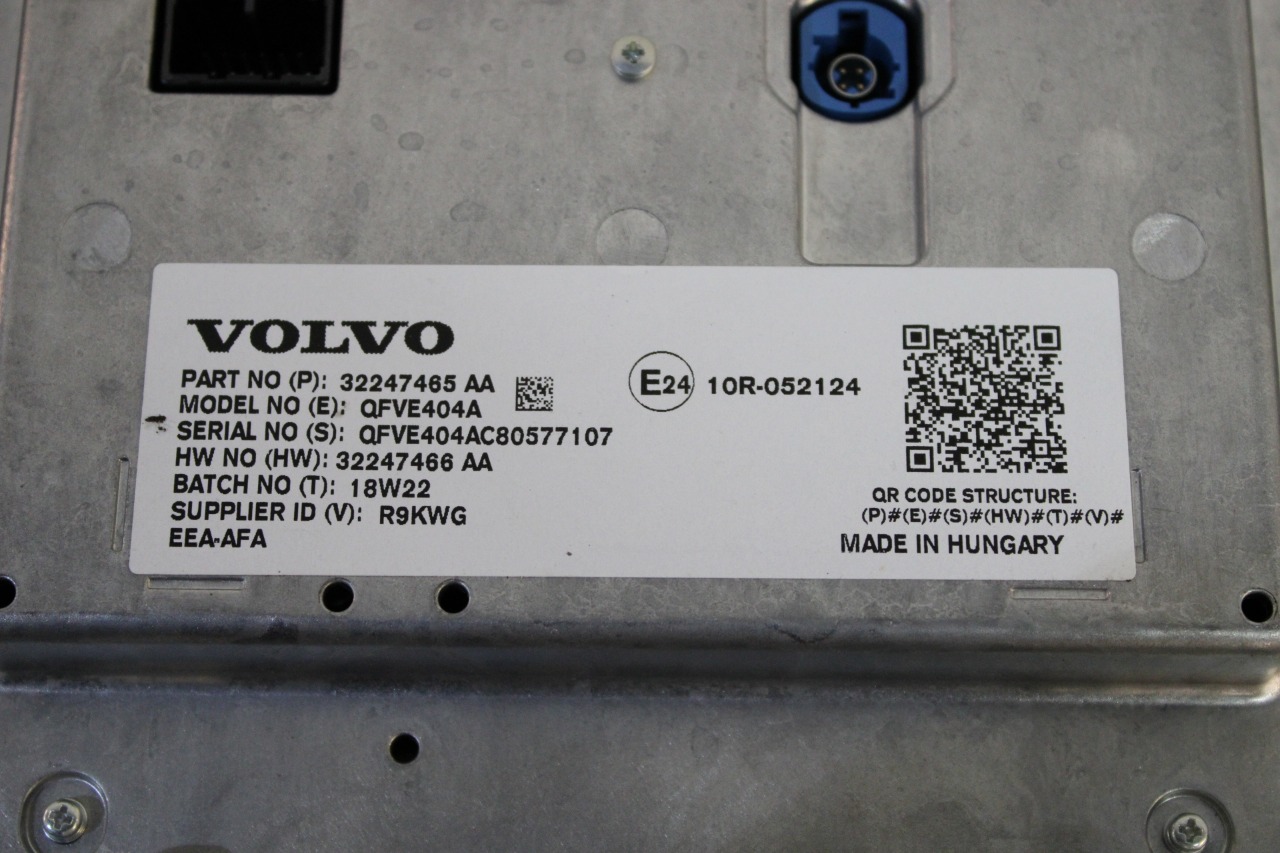 VOLVO
PART NO (P): 32247465 AA
MODEL NO (E): QFVE404A
SERIAL NO (S): QFVE404AC80577107
HW NO (HW): 32247466 AA
BATCH NO (T): 18W22
SUPPLIER ID (V): R9KWG
EEA-AFA
E24 10R-052124
QR CODE STRUCTURE:
(P)#(E)#(S)#(HW)#(T)#(V)#
MADE IN HUNGARY